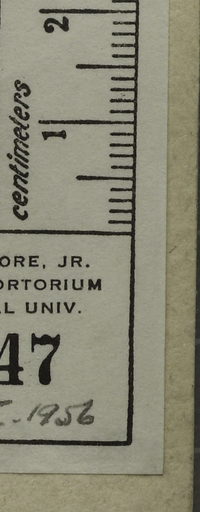 2
1
centimeters
ORE, JR.
ORTORIUM
L UNIV.
47
-1956